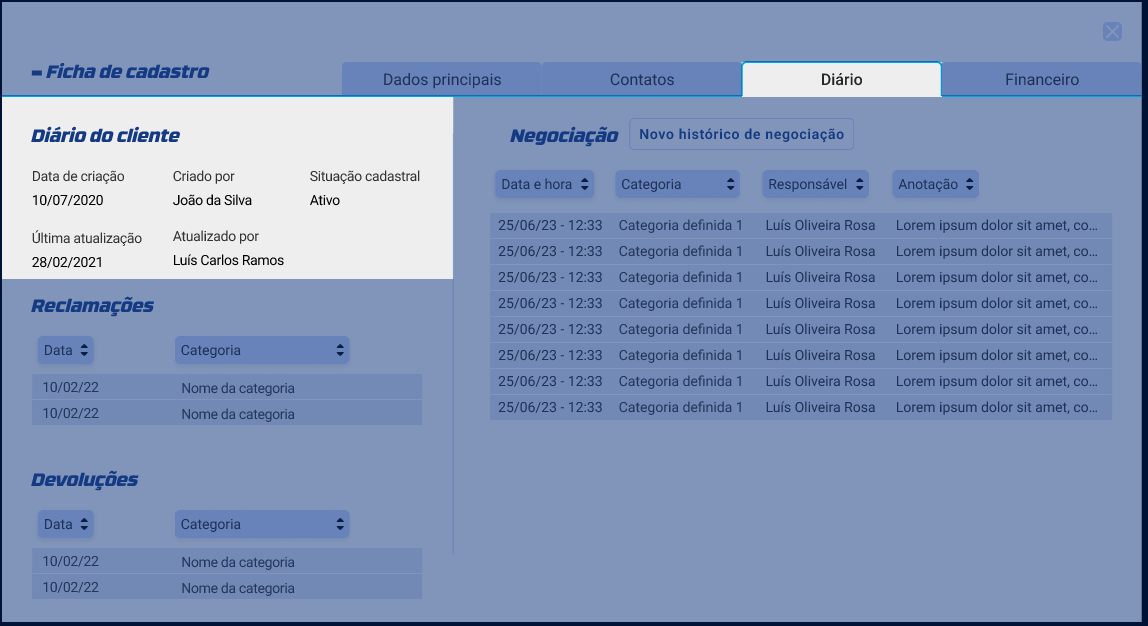 Ficha de cadastro
Dados principais
Contatos
Diário
Financeiro
Diário do cliente
Data de criação
Criado por
Situação cadastral
10/07/2020
João da Silva
Ativo
Última atualização
Atualizado por
28/02/2021
Luís Carlos Ramos
Reclamações
Data
Categoria
10/02/22 Nome da categoria
10/02/22 Nome da categoria
Devoluções
Data
Categoria
10/02/22 Nome da categoria
10/02/22 Nome da categoria
Negociação
Novo histórico de negociação
Data e hora
Categoria
Responsável
Anotação
25/06/23 - 12:33 Categoria definida 1 Luís Oliveira Rosa Lorem ipsum dolor sit amet, co...
25/06/23 - 12:33 Categoria definida 1 Luís Oliveira Rosa Lorem ipsum dolor sit amet, co...
25/06/23 - 12:33 Categoria definida 1 Luís Oliveira Rosa Lorem ipsum dolor sit amet, co...
25/06/23 - 12:33 Categoria definida 1 Luís Oliveira Rosa Lorem ipsum dolor sit amet, co...
25/06/23 - 12:33 Categoria definida 1 Luís Oliveira Rosa Lorem ipsum dolor sit amet, co...
25/06/23 - 12:33 Categoria definida 1 Luís Oliveira Rosa Lorem ipsum dolor sit amet, co...
25/06/23 - 12:33 Categoria definida 1 Luís Oliveira Rosa Lorem ipsum dolor sit amet, co...
25/06/23 - 12:33 Categoria definida 1 Luís Oliveira Rosa Lorem ipsum dolor sit amet, co...